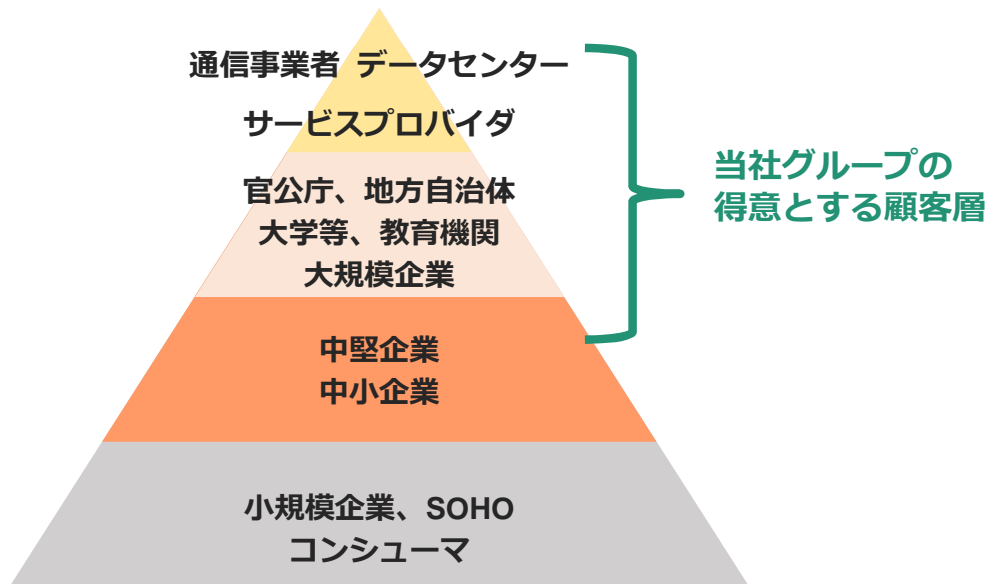 通信事業者 データセンター
サービスプロバイダ
官公庁、地方自治体
大学等、教育機関
大規模企業
中堅企業
中小企業
小規模企業、SOHO
コンシューマ
当社グループの
得意とする顧客層